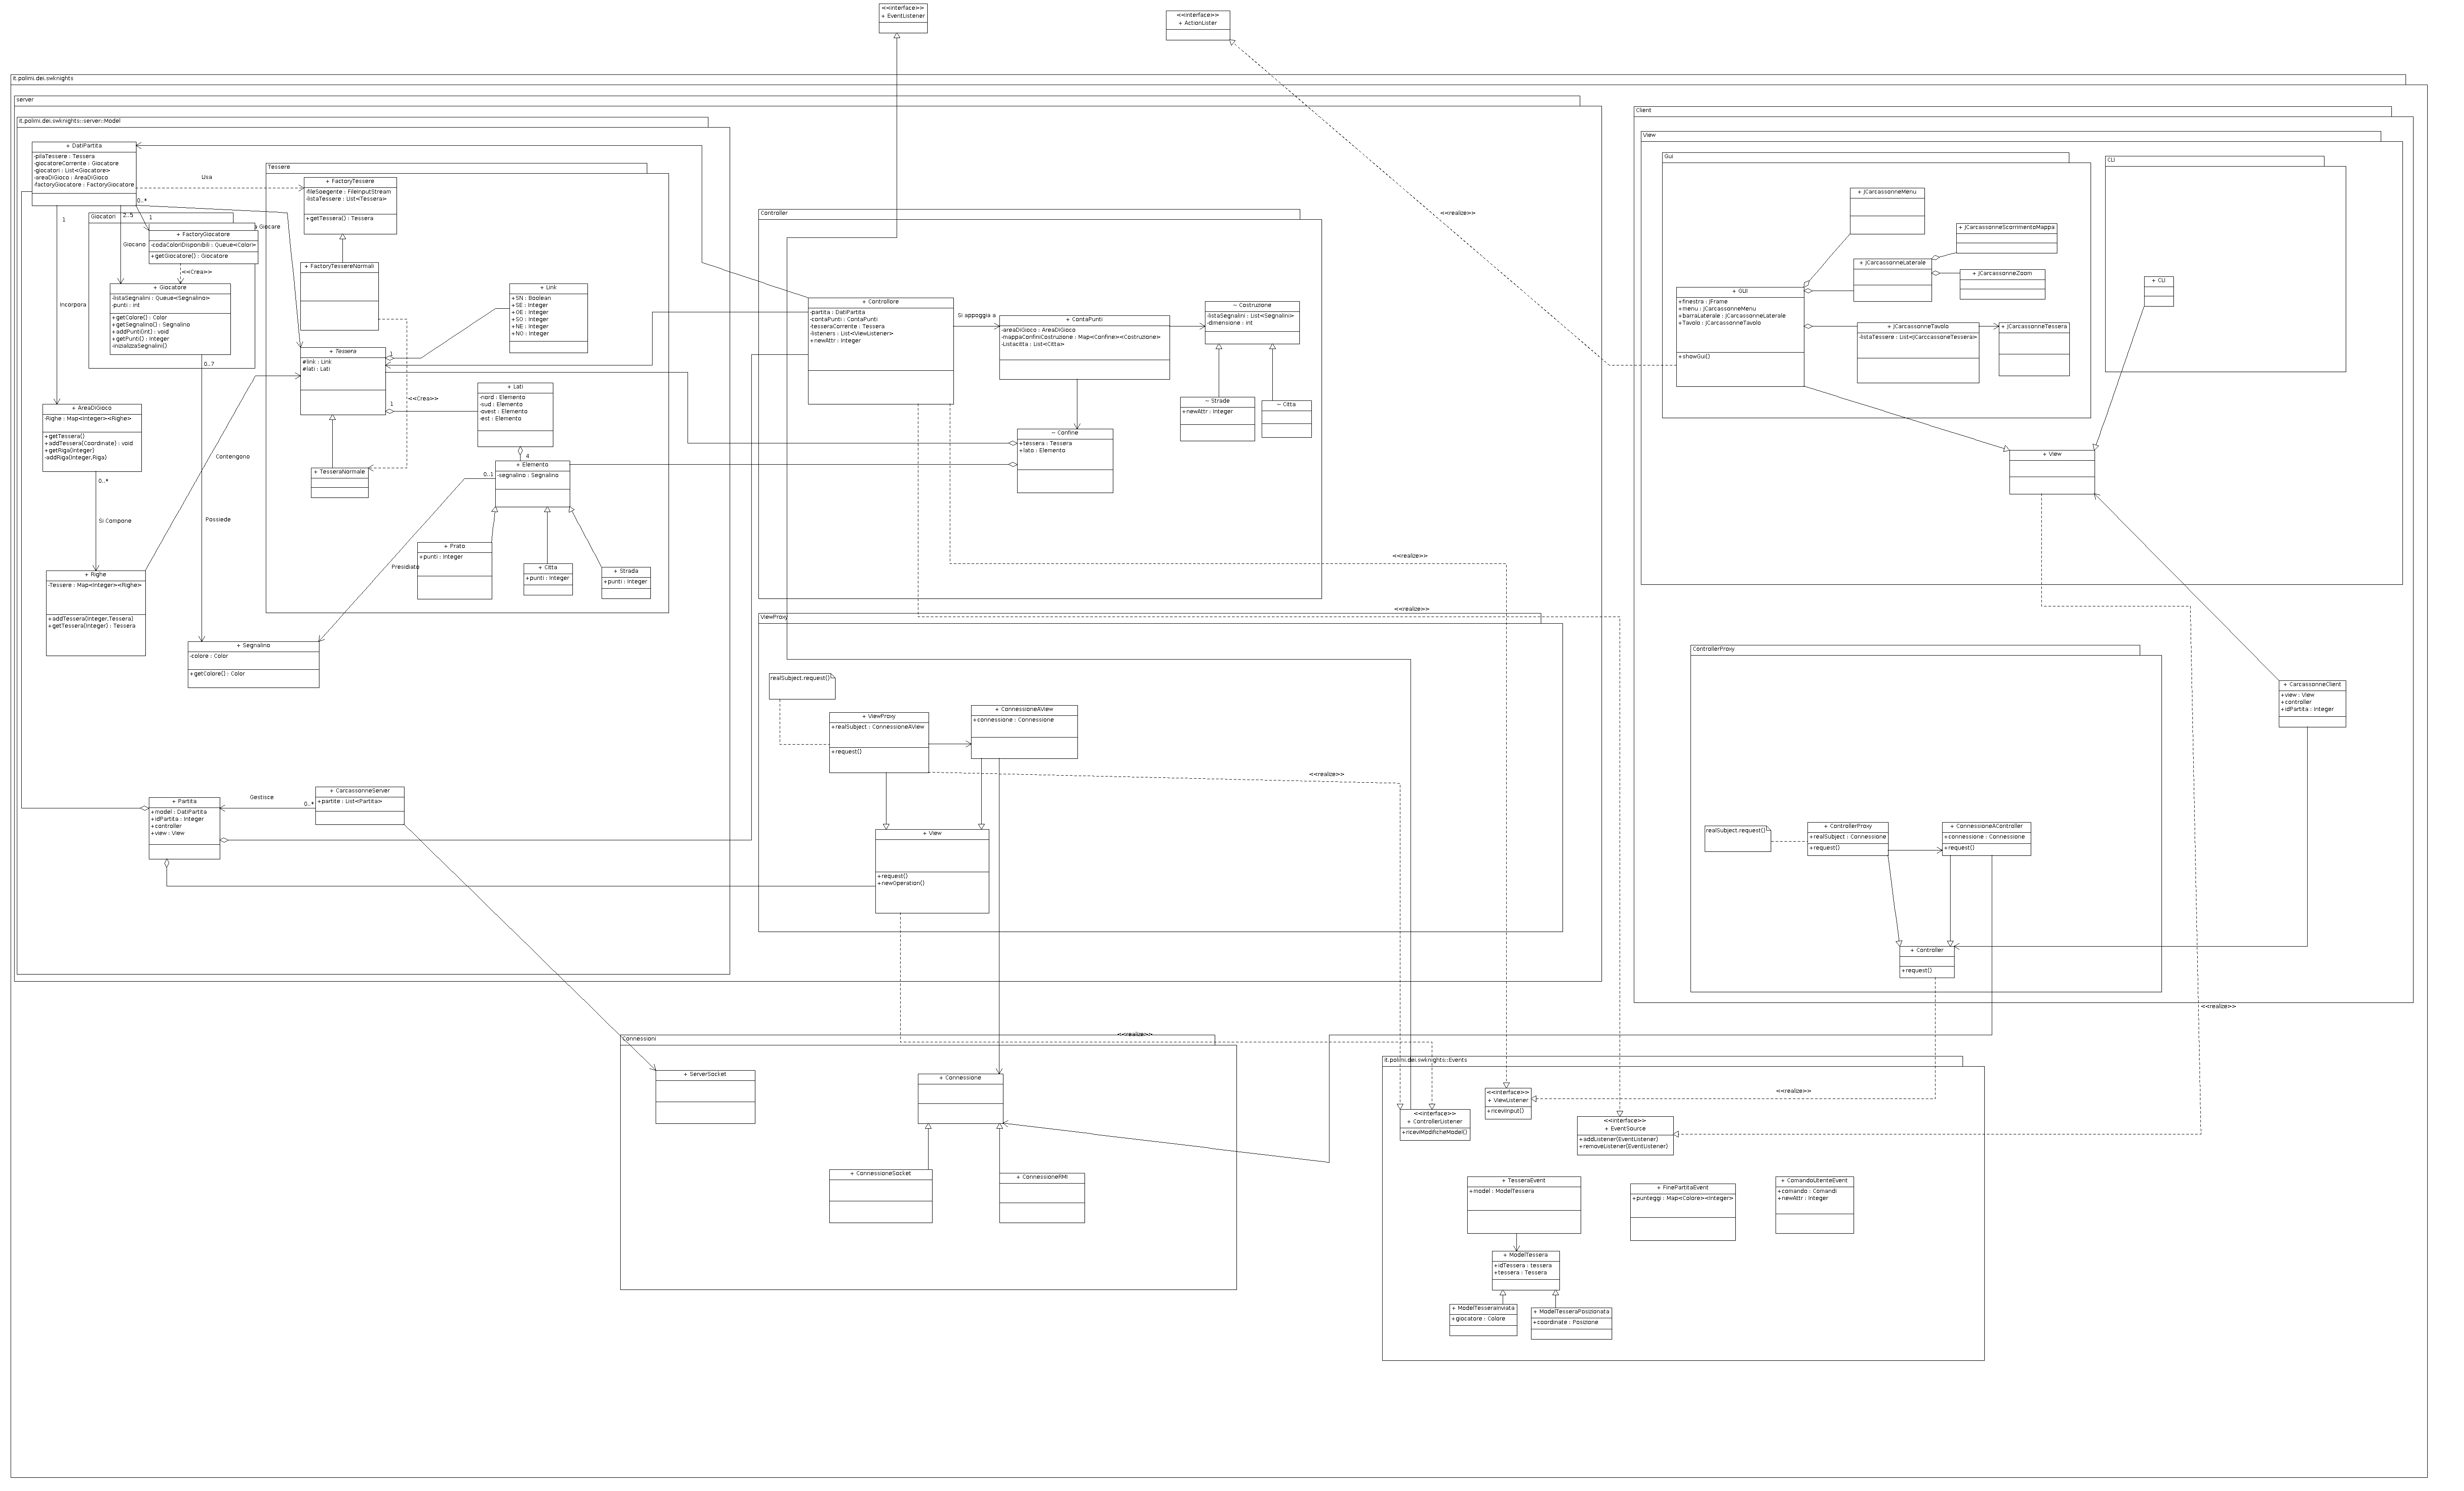 <<interface>>
+ EventListener
<<interface>>
+ ActionLister
it.polimi.dei.swknights
server
it.polimi.dei.swknights::server::Model
+ DatiPartita
-pilaTessere : Tessera
-giocatoreCorrente : Giocatore
-giocatori : List<Giocatore>
-areaDiGioco : AreaDiGioco
-factoryGiocatore : FactoryGiocatore
Usa
0..*
1
2..5
1
Giocatori
+ FactoryGiocatore
-codaColoriDisponibili : Queue<Colori>
+getGiocatore() : Giocatore
a Giocare
Giocano
<<Crea>>
+ Giocatore
-listaSegnalini : Queue<Segnalino>
-punti : int
+getColore() : Color
+getSegnalino() : Segnalino
+addPunti(int) : void
+getPunti() : Integer
-inizializzaSegnalini()
0..7
Incorpora
+ AreaDiGioco
-Righe : Map<Integer><Righe>
+getTessera()
+addTessera(Coordinate) : void
+getRiga(Integer)
-addRiga(Integer,Riga)
0..*
Si Compone
Contengono
Possiede
+ Righe
-Tessere : Map<Integer><Righe>
+addTessera(Integer,Tessera)
+getTessera(Integer) : Tessera
+ Segnalino
-colore : Color
+getColore() : Color
Tessere
+ FactoryTessere
-fileSoegente : FileInputStream
-listaTessere : List<Tessera>
+getTessera() : Tessera
+ FactoryTessereNormali
+ Link
+SN : Boolean
+SE : Integer
+OE : Integer
+SO : Integer
+NE : Integer
+NO : Integer
+ Tessera
#link : Link
#lati : Lati
1
1
<<Crea>>
+ Lati
-nord : Elemento
-sud : Elemento
-ovest : Elemento
-est : Elemento
4
+ TesseraNormale
+ Elemento
-segnalino : Segnalino
0..1
+ Prato
+punti : Integer
+ Citta
+punti : Integer
+ Strada
+punti : Integer
Presidiato
+ Partita
+model : DatiPartita
+idPartita : Integer
+controller
+view : View
Gestisce
0..*
+ CarcassonneServer
+partite : List<Partita>
Controller
+ Controllore
-partita : DatiPartita
-contaPunti : ContaPunti
-tesseraCorrente : Tessera
-listeners : List<ViewListener>
+newAttr : Integer
Si appoggia a
+ ContaPunti
-areaDiGioco : AreaDiGioco
-mappaConfiniCostruzione : Map<Confine><Costruzione>
-Listacitta : List<Citta>
~ Costruzione
-listaSegnalini : List<Segnalini>
-dimensione : int
~ Strade
+newAttr : Integer
~ Citta
~ Confine
+tessera : Tessera
+lato : Elemento
<<realize>>
<<realize>>
<<realize>>
ViewProxy
realSubject.request()
+ ViewProxy
+realSubject : ConnessioneAView
+request()
+ ConnessioneAView
+connessione : Connessione
<<realize>>
+ View
+request()
+newOperation()
Client
View
Gui
+ JCarcassonneMenu
+ JCarcassonneScorrimentoMappa
+ JCarcassonneLaterale
+ JCarcassonneZoom
+ GUI
+finestra : JFrame
+menu : JCarcassonneMenu
+barraLaterale : JCarcassonneLaterale
+Tavolo : JCarcassonneTavolo
+showGui()
+ JCarcassonneTavolo
-listaTessere : List<JCarccassoneTessera>
+ JCarcassonneTessera
CLI
+ CLI
+ View
ControllerProxy
+ CarcassonneClient
+view : View
+controller
+idPartita : Integer
realSubject.request()
+ ControllerProxy
+realSubject : Connessione
+request()
+ ConnessioneAController
+connessione : Connessione
+request()
+ Controller
+request()
<<realize>>
<<realize>>
Connessioni
+ ServerSocket
+ Connessione
+ ConnessioneSocket
+ ConnessioneRMI
it.polimi.dei.swknights::Events
<<realize>>
<<interface>>
+ ViewListener
+riceviInput()
<<interface>>
+ ControllerListener
+riceviModificheModel()
<<interface>>
+ EventSource
+addListener(EventListener)
+removeListener(EventListener)
+ TesseraEvent
+model : ModelTessera
+ FinePartitaEvent
+punteggi : Map<Colore><Integer>
+ ComandoUtenteEvent
+comando : Comandi
+newAttr : Integer
+ ModelTessera
+idTessera : tessera
+tessera : Tessera
+ ModelTesseraInviata
+giocatore : Colore
+ ModelTesseraPosizionata
+coordinate : Posizione